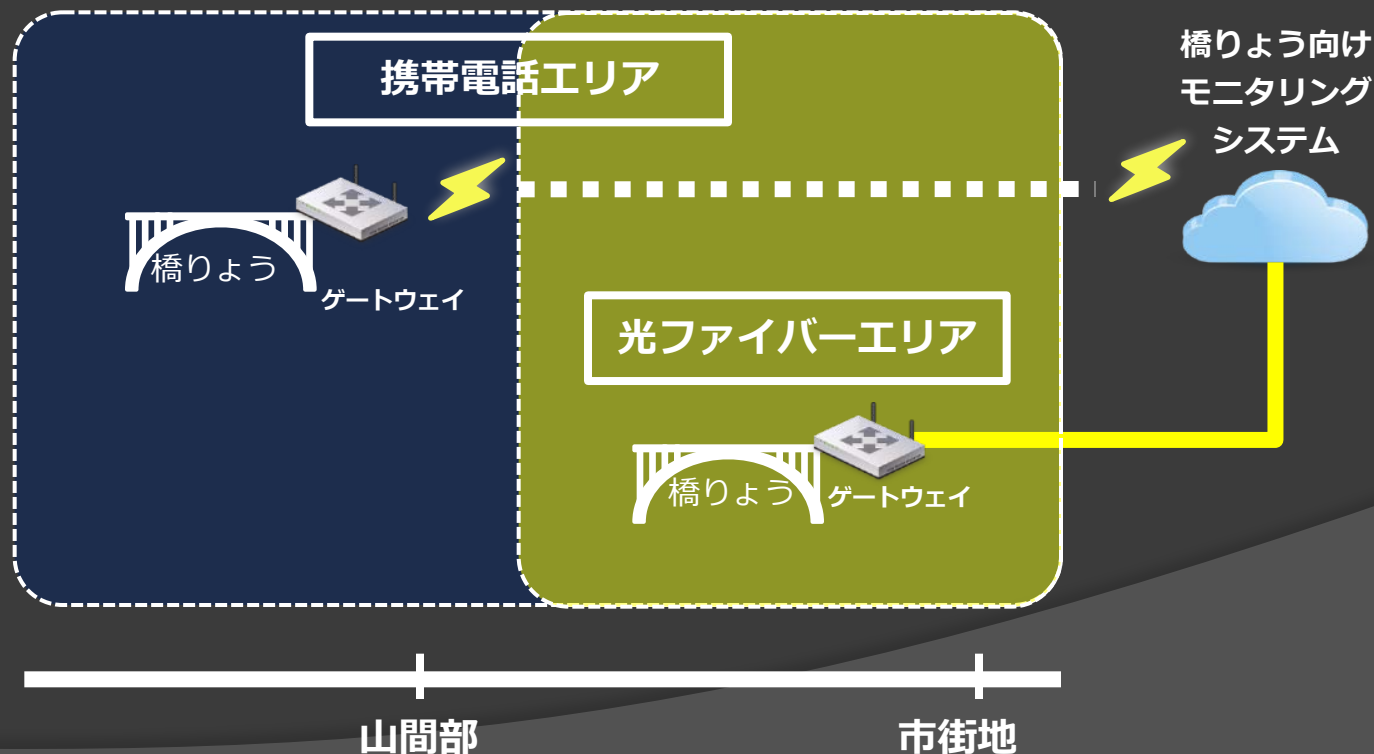 携帯電話エリア
橋りょう向け
モニタリング
システム
橋りょう
ゲートウェイ
光ファイバーエリア
橋りょう
ゲートウェイ
山間部
市街地